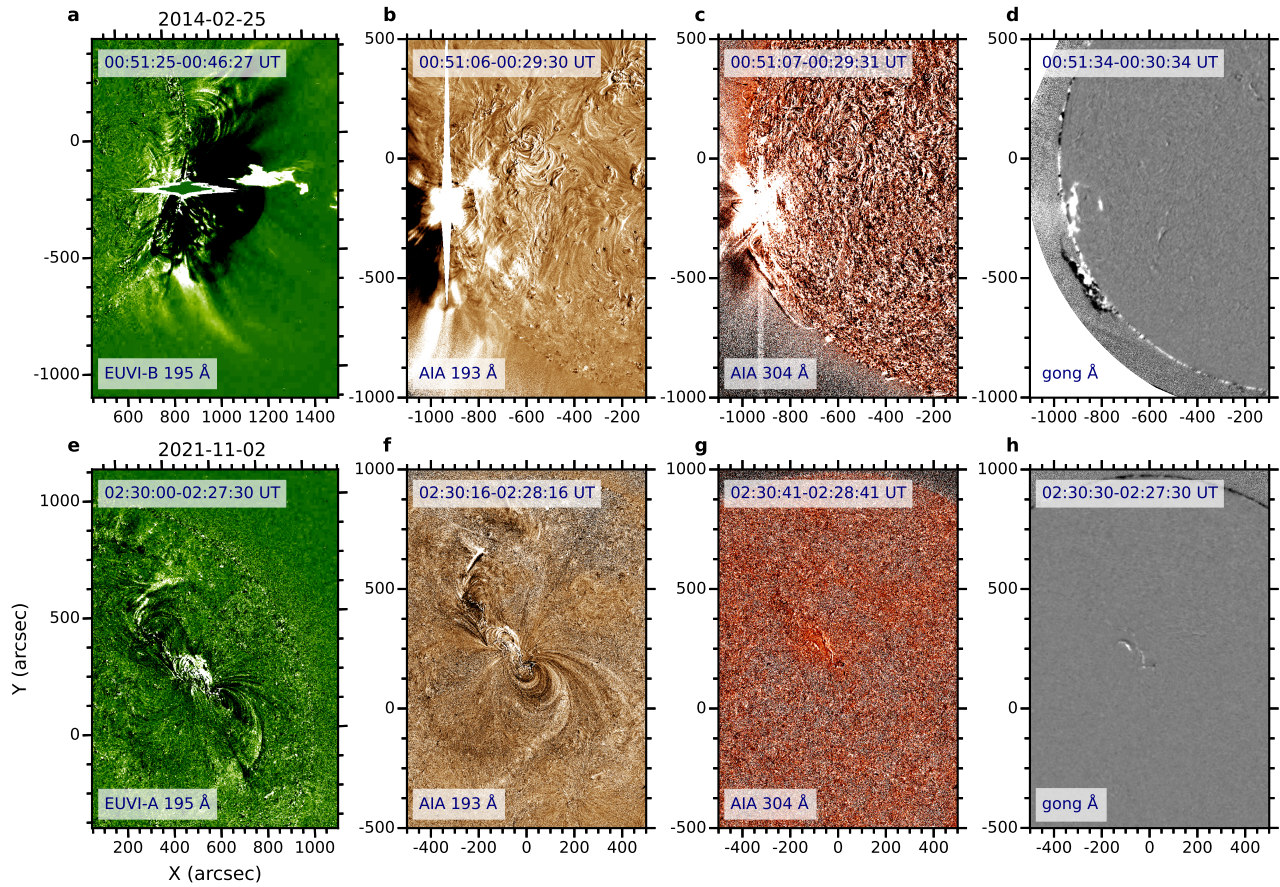 a
2014-02-25
b
c
d
00:51:25-00:46:27 UT
00:51:06-00:29:30 UT
00:51:07-00:29:31 UT
00:51:34-00:30:34 UT
0
-500
-1000
500
0
-500
-1000
500
0
-500
-1000
500
0
-500
-1000
EUVI-B 195 Å
AIA 193 Å
AIA 304 Å
gong Å
600 800 1000 1200 1400
-1000 -800 -600 -400 -200
-1000 -800 -600 -400 -200
-1000 -800 -600 -400 -200
e
2021-11-02
f
g
h
02:30:00-02:27:30 UT
02:30:16-02:28:16 UT
02:30:41-02:28:41 UT
02:30:30-02:27:30 UT
1000
500
0
1000
500
0
-500
1000
500
0
-500
1000
500
0
-500
EUVI-A 195 Å
AIA 193 Å
AIA 304 Å
gong Å
200 400 600 800 1000
-400 -200 0 200 400
-400 -200 0 200 400
-400 -200 0 200 400
Y (arcsec)
X (arcsec)